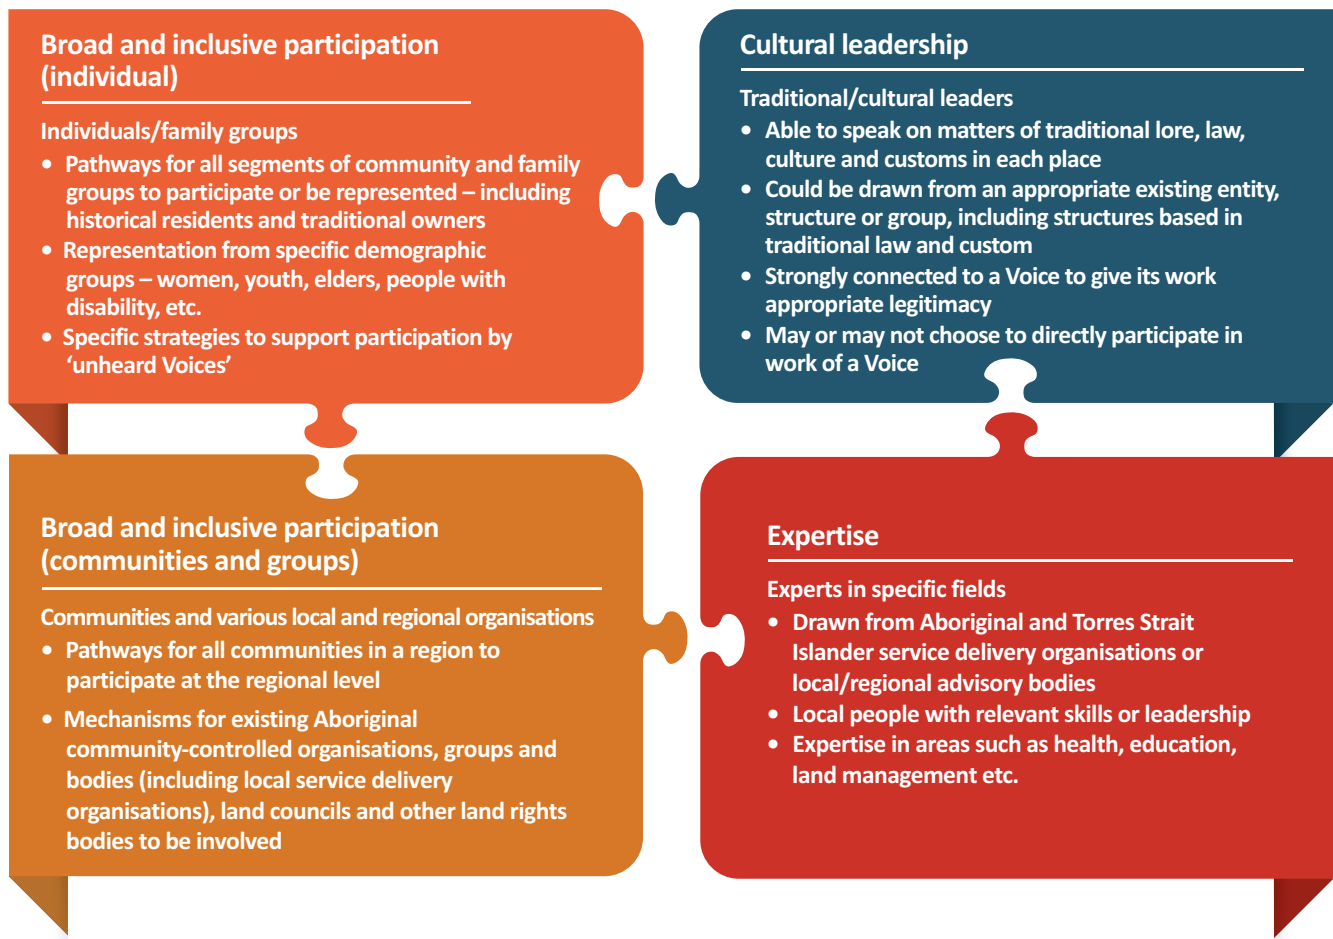 Broad and inclusive participation
(individual)
Individuals/family groups
• Pathways for all segments of community and family
groups to participate or be represented – including
historical residents and traditional owners
• Representation from specific demographic
groups – women, youth, elders, people with
disability, etc.
• Specific strategies to support participation by
‘unheard Voices’
Cultural leadership
Traditional/cultural leaders
• Able to speak on matters of traditional lore, law,
culture and customs in each place
• Could be drawn from an appropriate existing entity,
structure or group, including structures based in
traditional law and custom
• Strongly connected to a Voice to give its work
appropriate legitimacy
• May or may not choose to directly participate in
work of a Voice
Broad and inclusive participation
(communities and groups)
Communities and various local and regional organisations
• Pathways for all communities in a region to
participate at the regional level
• Mechanisms for existing Aboriginal
community-controlled organisations, groups and
bodies (including local service delivery
organisations), land councils and other land rights
bodies to be involved
Expertise
Experts in specific fields
• Drawn from Aboriginal and Torres Strait
Islander service delivery organisations or
local/regional advisory bodies
• Local people with relevant skills or leadership
• Expertise in areas such as health, education,
land management etc.